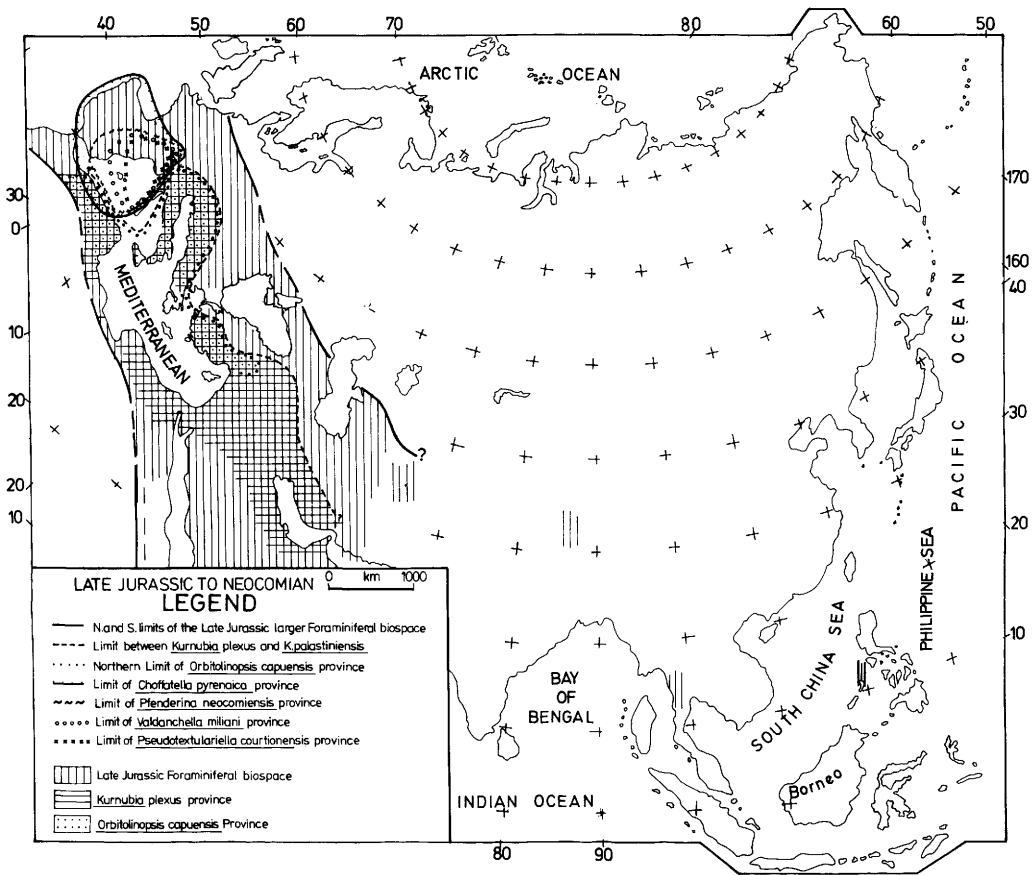 40 50 70 80 60 50
ARCTIC OCEAN
30
0
10
20
20
10
170
160
40
30
20
10
MEDITERRANEAN
?
?
PACIFIC OCEAN
PHILIPPINE SEA
SOUTH CHINA SEA
BAY
OF
BENGAL
Borneo
INDIAN OCEAN
80 90
LATE JURASSIC TO NEOCOMIAN
0 km 1000
LEGEND
N.and S.limits of the Late Jurassic larger Foraminiferal biospace
Limit between Kurnubia plexus and K.palastiniensis
Northern Limit of Orbitolinopsis capuensis province
Limit of Choffatella pyrenaica province
Limit of Pfenderina neocomiensis province
Limit of Valdanchella miliani province
Limit of Pseudotextulariella courtionensis province
Late Jurassic Foraminiferal biospace
Kurnubia plexus province
Orbitolinopsis capuensis Province